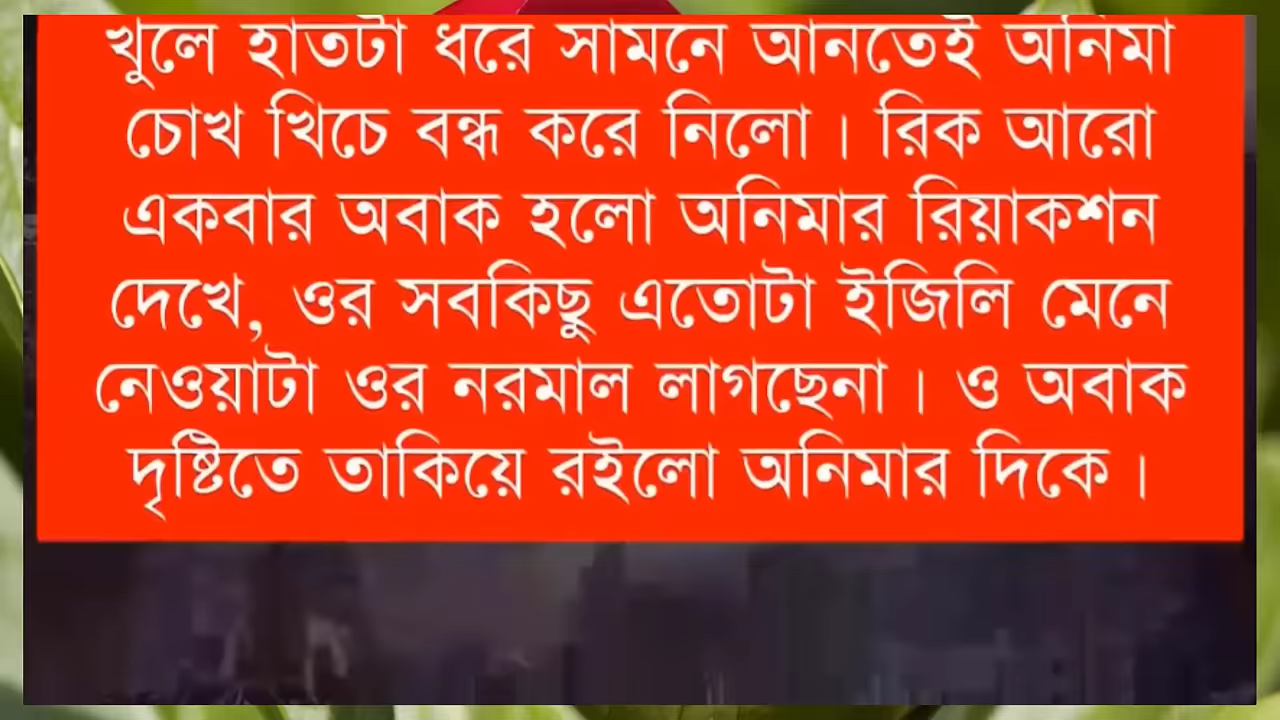 খুলে হাতটা ধরে সামনে আনতেই অনিমা
চোখ খিচে বন্ধ করে নিলো। রিক আরো
একবার অবাক হলো অনিমার রিয়াকশন
দেখে, ওর সবকিছু এতোটা ইজিলি মেনে
নেওয়াটা ওর নরমাল লাগছেনা। ও অবাক
দৃষ্টিতে তাকিয়ে রইলো অনিমার দিকে।